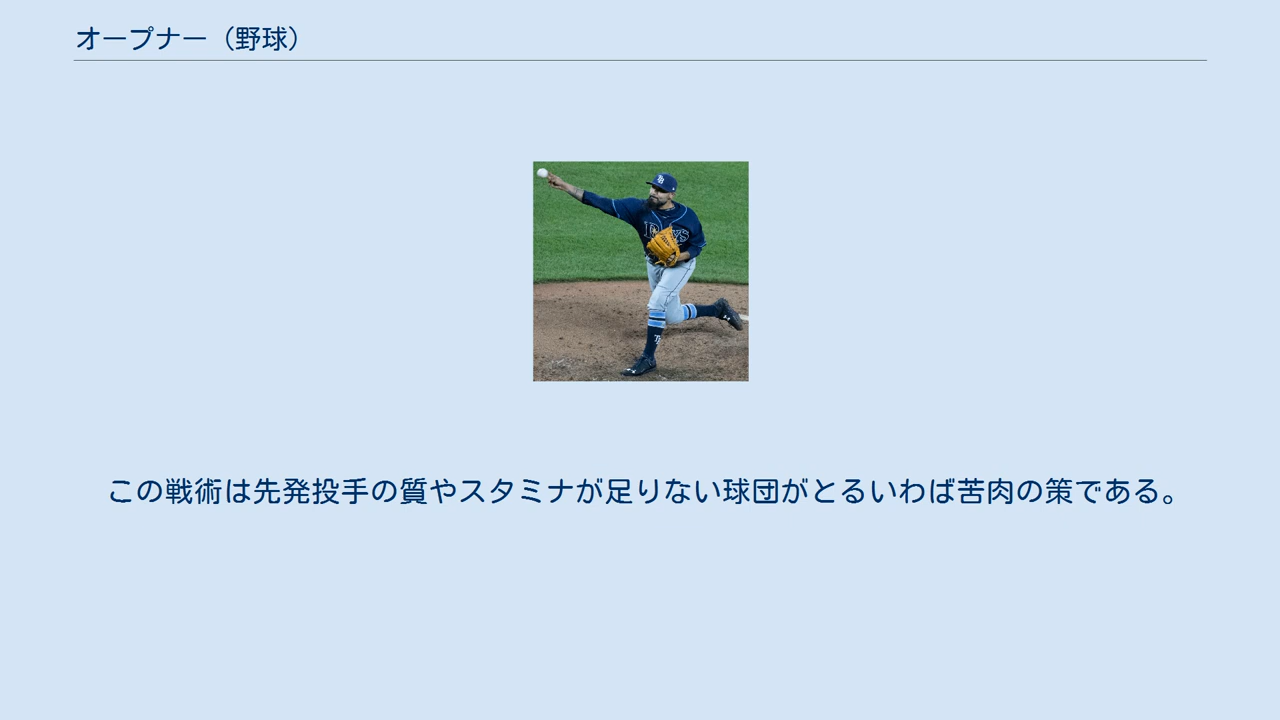 オープナー（野球）
Rays
この戦術は先発投手の質やスタミナが足りない球団がとるいわば苦肉の策である。